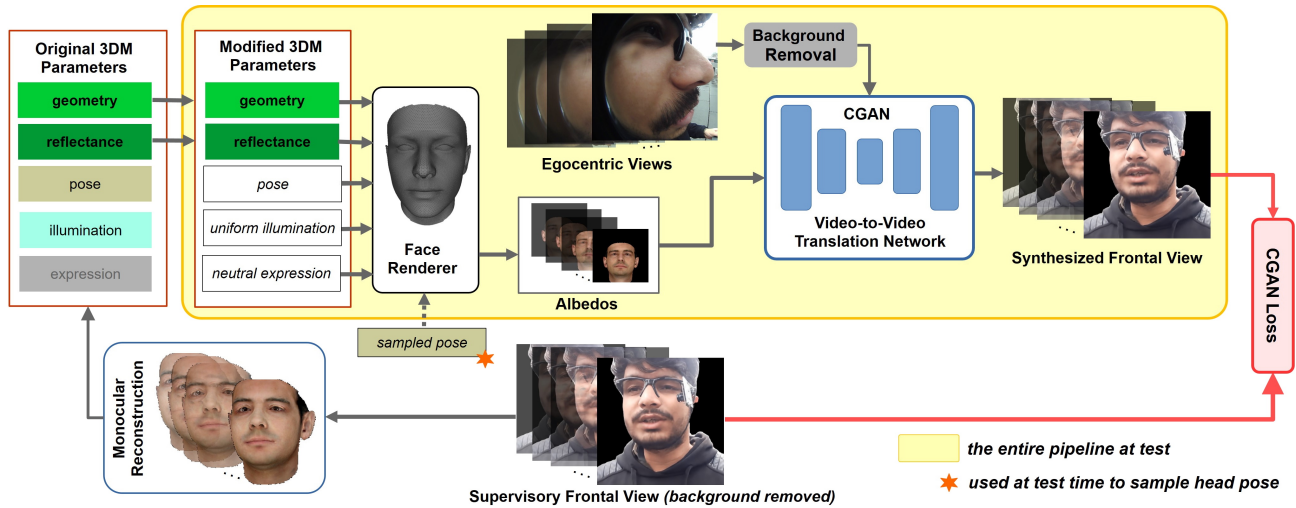 Original 3DM
Parameters
geometry
reflectance
pose
illumination
expression
Modified 3DM
Parameters
geometry
reflectance
pose
uniform illumination
neutral expression
Face
Renderer
sampled pose
...
Egocentric Views
Background
Removal
...
Albedos
CGAN
Video-to-Video
Translation Network
...
Synthesized Frontal View
CGAN Loss
Monocular
Reconstruction
...
...
Supervisory Frontal View (background removed)
the entire pipeline at test
used at test time to sample head pose